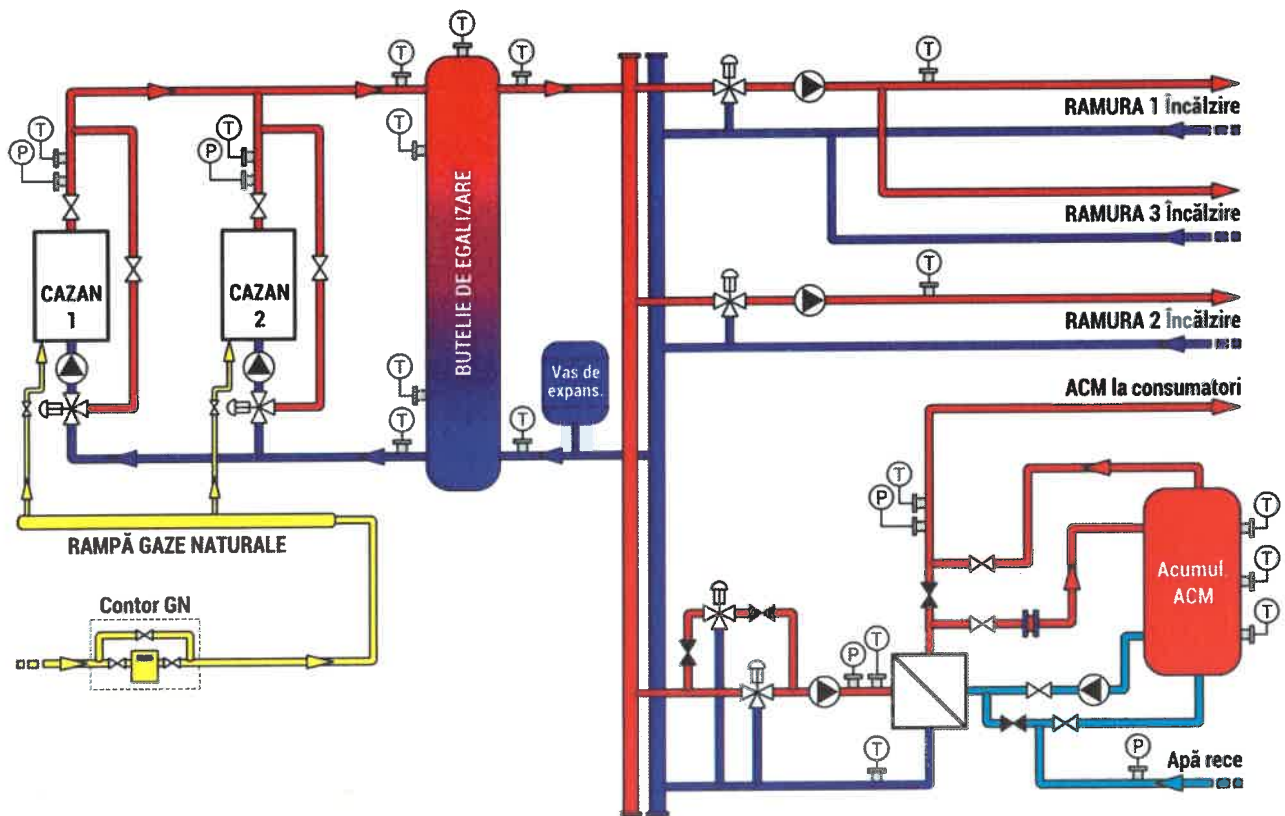 T
T
T
T
RAMURA 1 Încălzire
T
T
T
P
P
RAMURA 3 Încălzire
CAZAN
1
CAZAN
2
BUTELIE DE EGALIZARE
T
RAMURA 2 Încălzire
Vas de
expans.
T
T
T
ACM la consumatori
T
P
T
T
T
Acumul.
ACM
RAMPĂ GAZE NATURALE
Contor GN
P
T
T
P
Apă rece